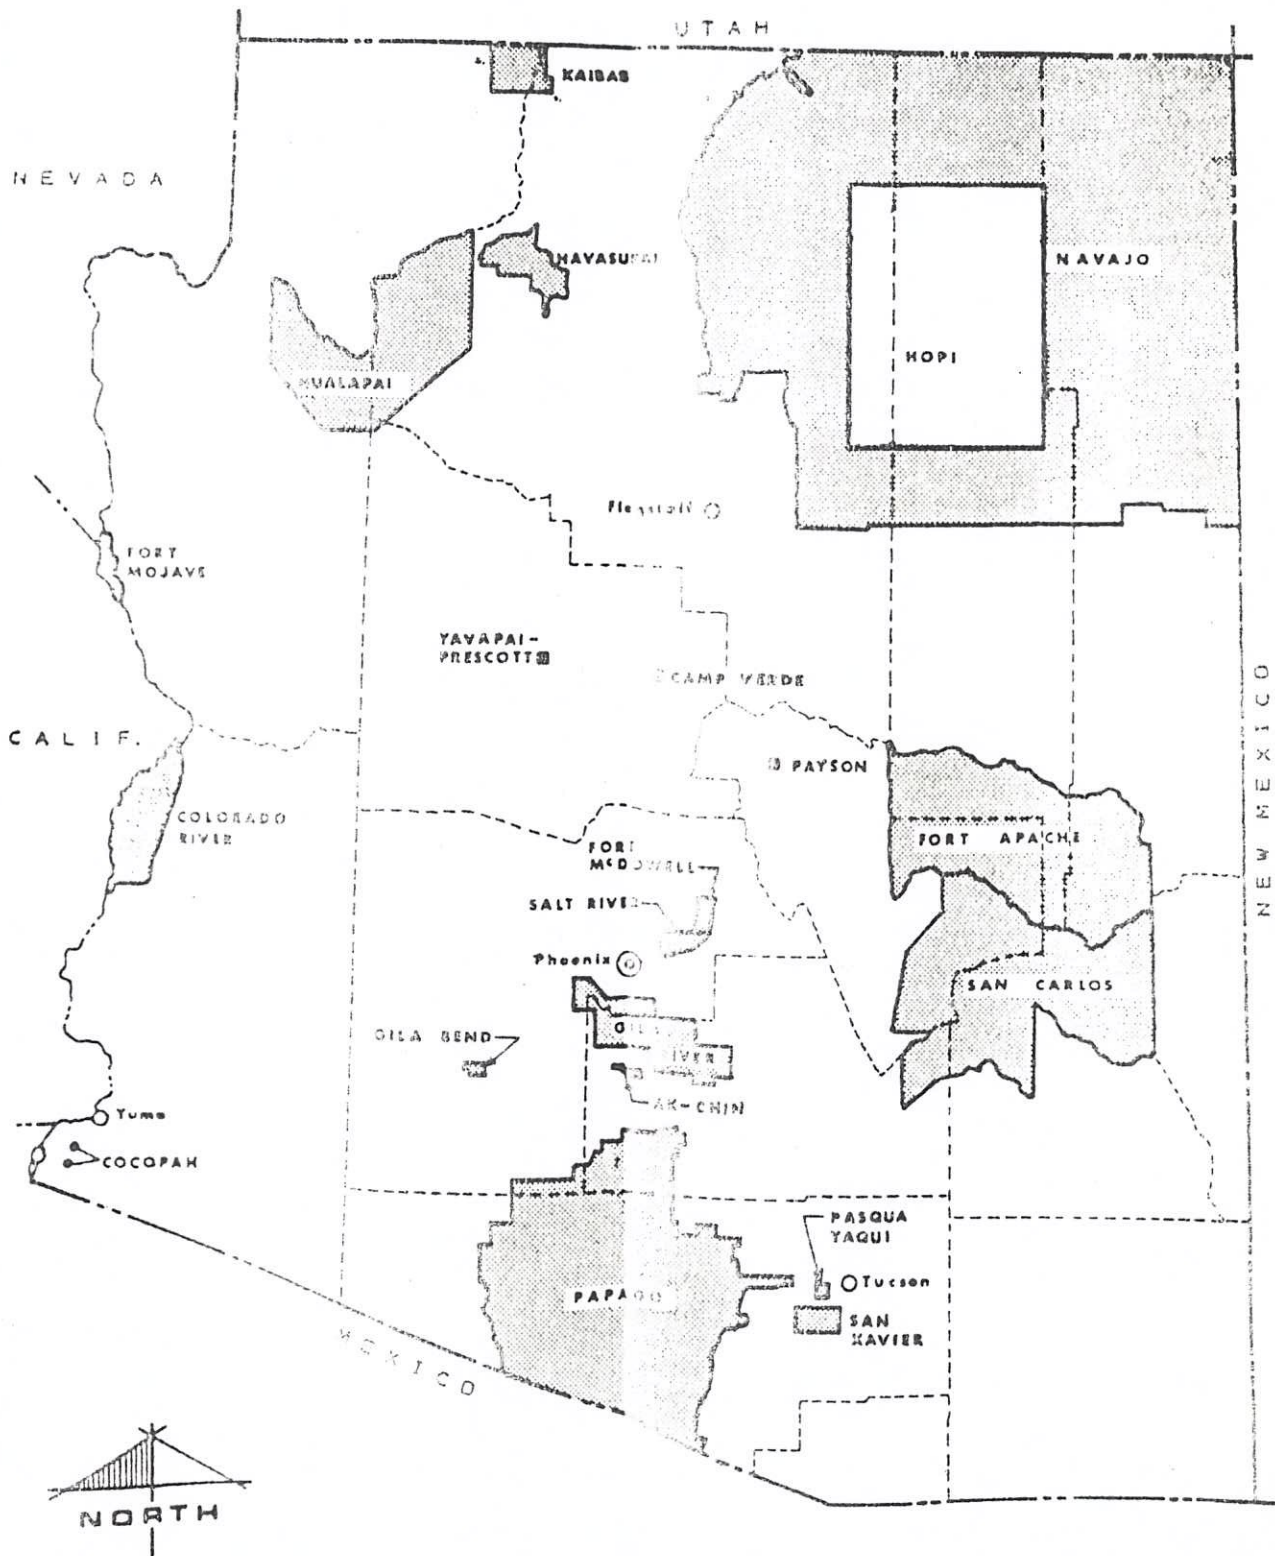 UTAH
KAIBAB
NEVADA
HAVASUPAI
NAVAJO
HUALAPAI
HOPI
Flagstaff
FORT
MOJAVE
YAVAPAI-
PRESCOTT
CAMP VERDE
NEW MEXICO
CALIF.
PAYSON
COLORADO
RIVER
FORT APACHE
FORT
McDOWELL
SALT RIVER
Phoenix
SAN CARLOS
GILA BEND
GILA
RIVER
AK-CHIN
Yuma
COCOPAH
PASQUA
YAQUI
Tucson
PAPAGO
SAN
XAVIER
MEXICO
NORTH